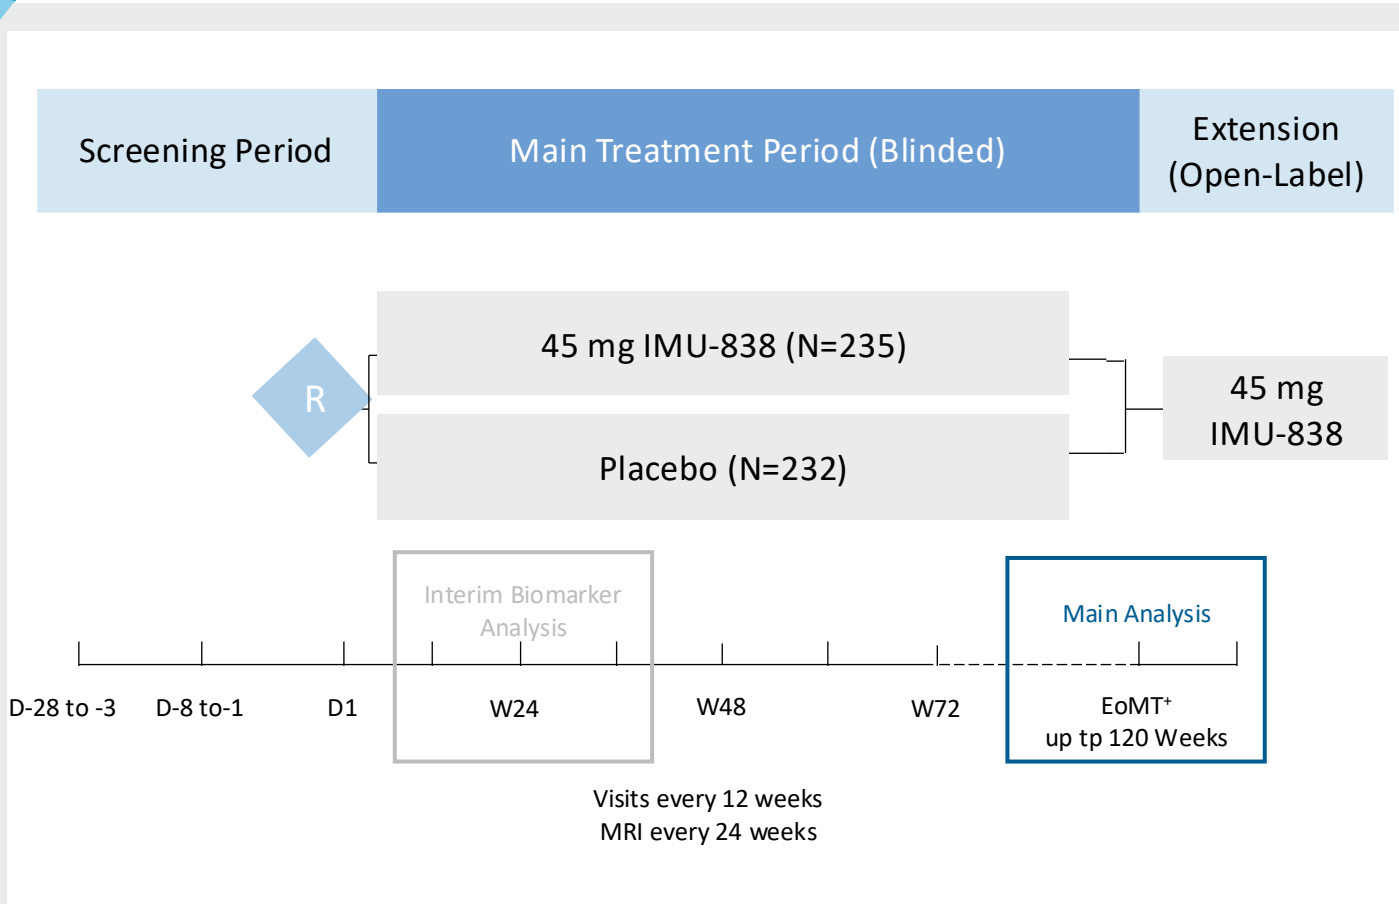 Screening Period
Main Treatment Period (Blinded)
Extension
(Open-Label)
R
45 mg IMU-838 (N=235)
Placebo (N=232)
45 mg
IMU-838
Interim Biomarker
Analysis
Main Analysis
D-28 to -3
D-8 to-1
D1
W24
W48
W72
EoMT⁺
up tp 120 Weeks
Visits every 12 weeks
MRI every 24 weeks